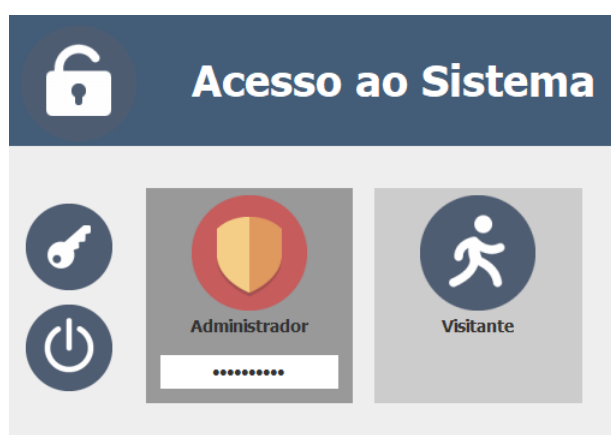 Acesso ao Sistema
Administrador
Visitante
••••••••••